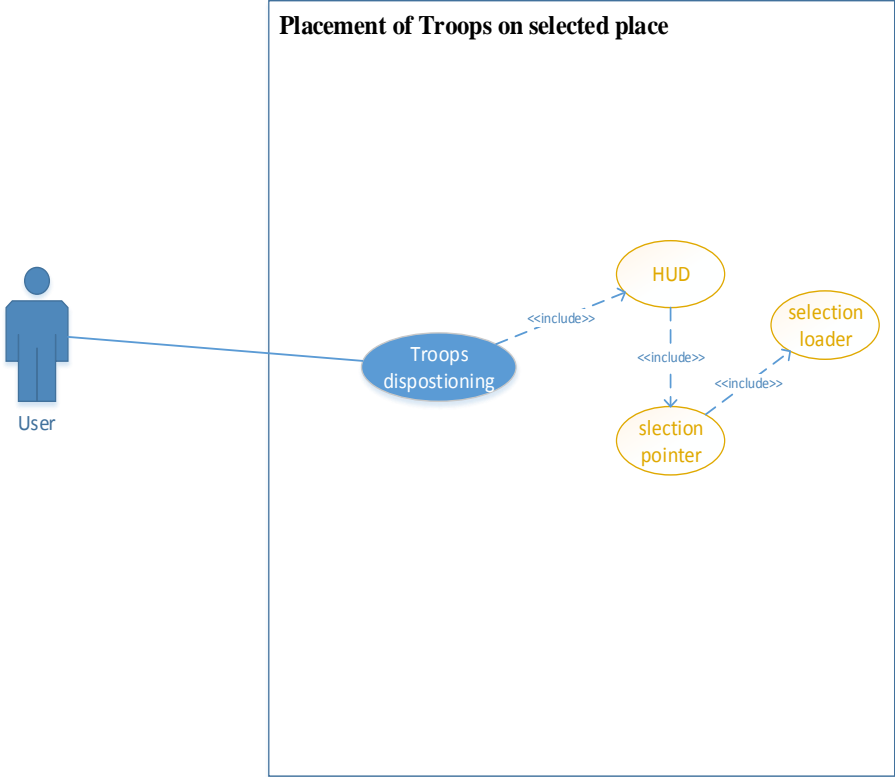 Placement of Troops on selected place
HUD
<<include>>
selection
loader
Troops
dispostioning
<<include>>
<<include>>
User
slection
pointer